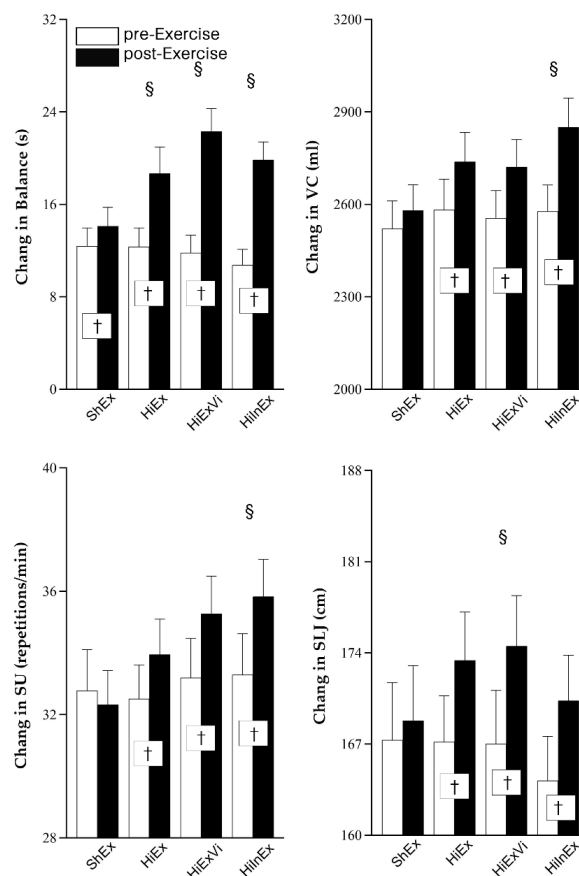 pre-Exercise
post-Exercise
Chang in Balance (s)
32
24
16
8
0
§ § §
† † † †
ShEx HiEx HiExVi HiInEx
Change in VC (ml)
3200
2900
2600
2300
2000
§
† † †
ShEx HiEx HiExVi HiInEx
Chang in SU (repetitions/min)
40
36
32
28
§
† † †
ShEx HiEx HiExVi HiInEx
Chang in SLJ (cm)
188
181
174
167
160
§
† † †
ShEx HiEx HiExVi HiInEx